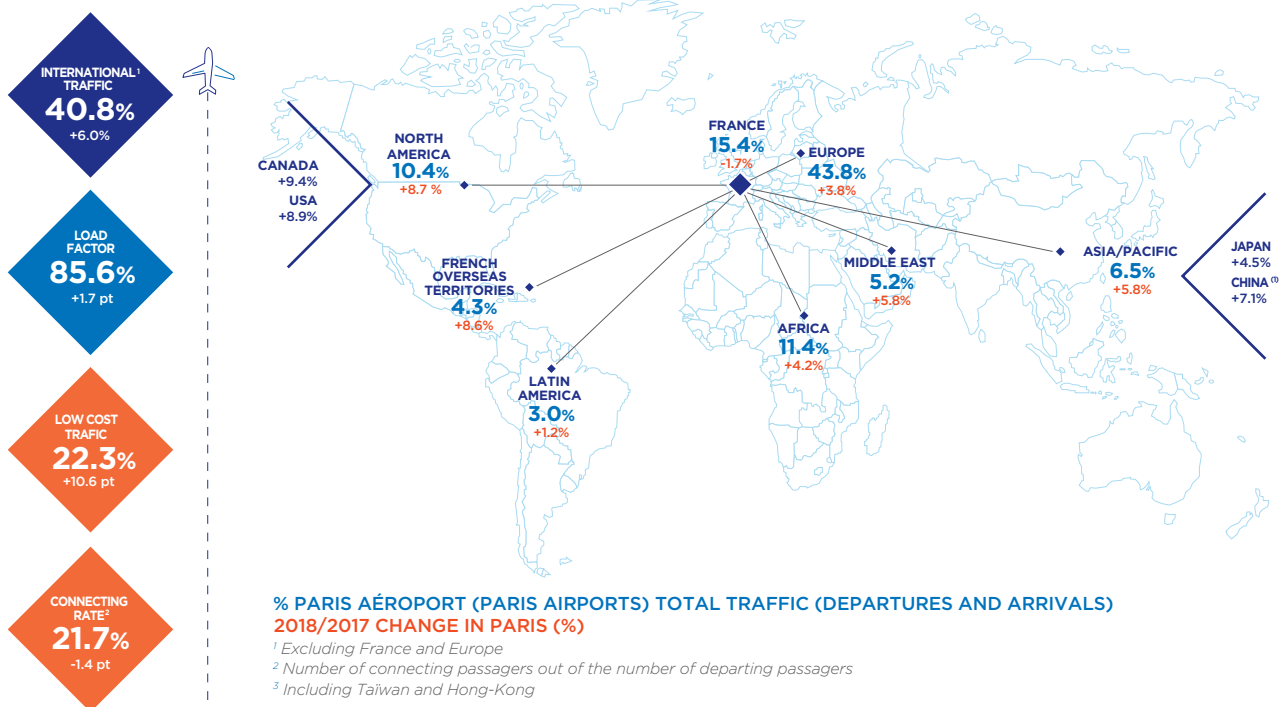 INTERNATIONAL¹
TRAFFIC
40.8%
+6.0%
LOAD
FACTOR
85.6%
+1.7 pt
LOW COST
TRAFIC
22.3%
+10.6 pt
CONNECTING
RATE²
21.7%
-1.4 pt
CANADA
+9.4%
USA
+8.9%
NORTH
AMERICA
10.4%
+8.7 %
FRENCH
OVERSEAS
TERRITORIES
4.3%
+8.6%
LATIN
AMERICA
3.0%
+1.2%
FRANCE
15.4%
-1.7%
EUROPE
43.8%
+3.8%
MIDDLE EAST
5.2%
+5.8%
AFRICA
11.4%
+4.2%
ASIA/PACIFIC
6.5%
+5.8%
JAPAN
+4.5%
CHINA ⁽¹⁾
+7.1%
% PARIS AÉROPORT (PARIS AIRPORTS) TOTAL TRAFFIC (DEPARTURES AND ARRIVALS)
2018/2017 CHANGE IN PARIS (%)
¹ Excluding France and Europe
² Number of connecting passagers out of the number of departing passagers
³ Including Taïwan and Hong-Kong